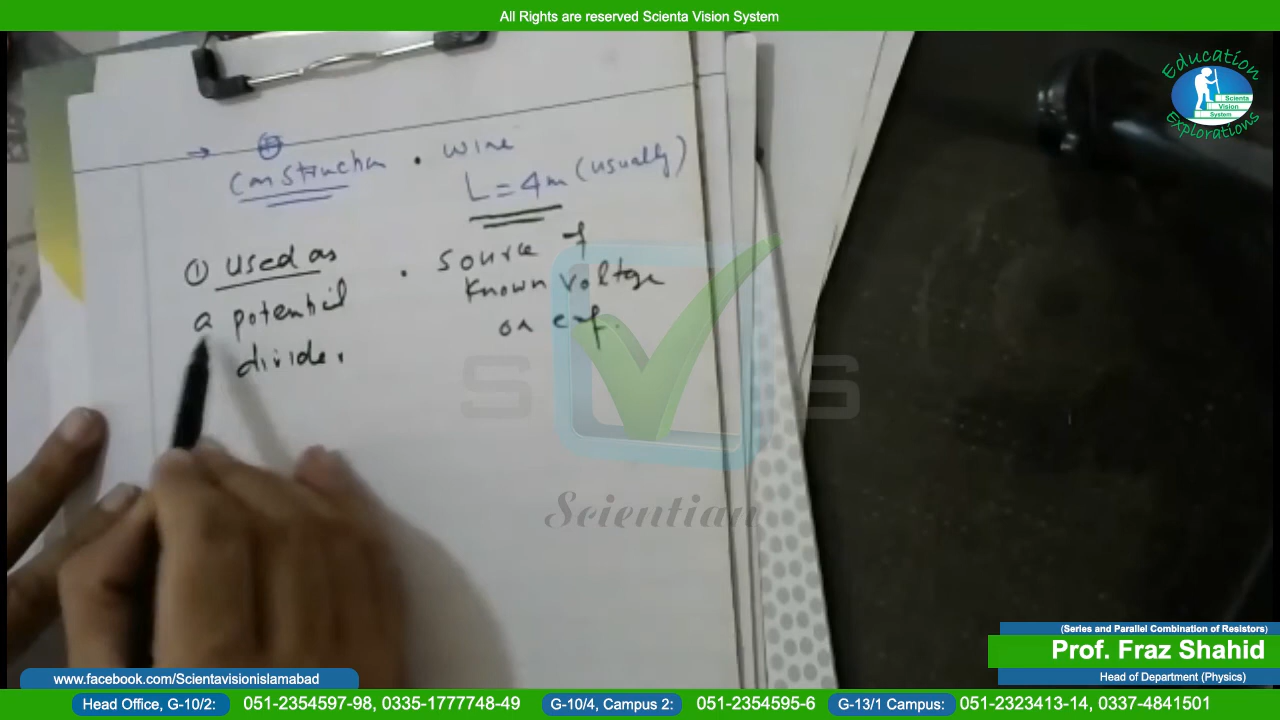 All Rights are reserved Scienta Vision System
Education
Scienta
Vision
System
Explorations
→ ⊕
Construction • wire
L = 4m (usually)
① used as
a potential
divider
• source of
known voltage
or emf.
S S
Scientian
(Series and Parallel Combination of Resistors)
Prof. Fraz Shahid
Head of Department (Physics)
www.facebook.com/Scientavisionislamabad
Head Office, G-10/2: 051-2354597-98, 0335-1777748-49 G-10/4, Campus 2: 051-2354595-6 G-13/1 Campus: 051-2323413-14, 0337-4841501